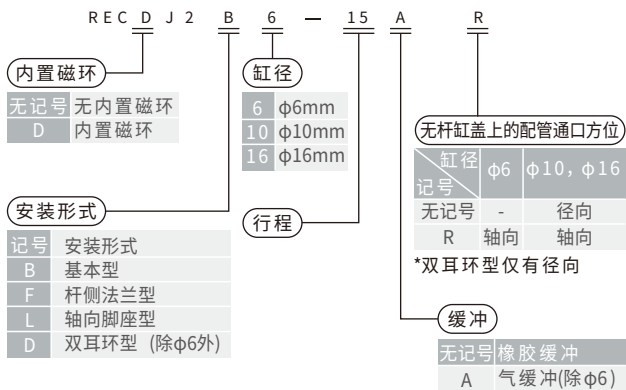 RECDJ2B6-15A R
内置磁环
无记号 无内置磁环
D 内置磁环
缸径
6 φ6mm
10 φ10mm
16 φ16mm
无杆缸盖上的配管通口方位
缸径 φ6 φ10, φ16
记号
无记号 - 径向
R 轴向 轴向
*双耳环型仅有径向
安装形式
记号 安装形式
B 基本型
F 杆侧法兰型
L 轴向脚座型
D 双耳环型 (除φ6外)
行程
缓冲
无记号 橡胶缓冲
A 气缓冲(除φ6)